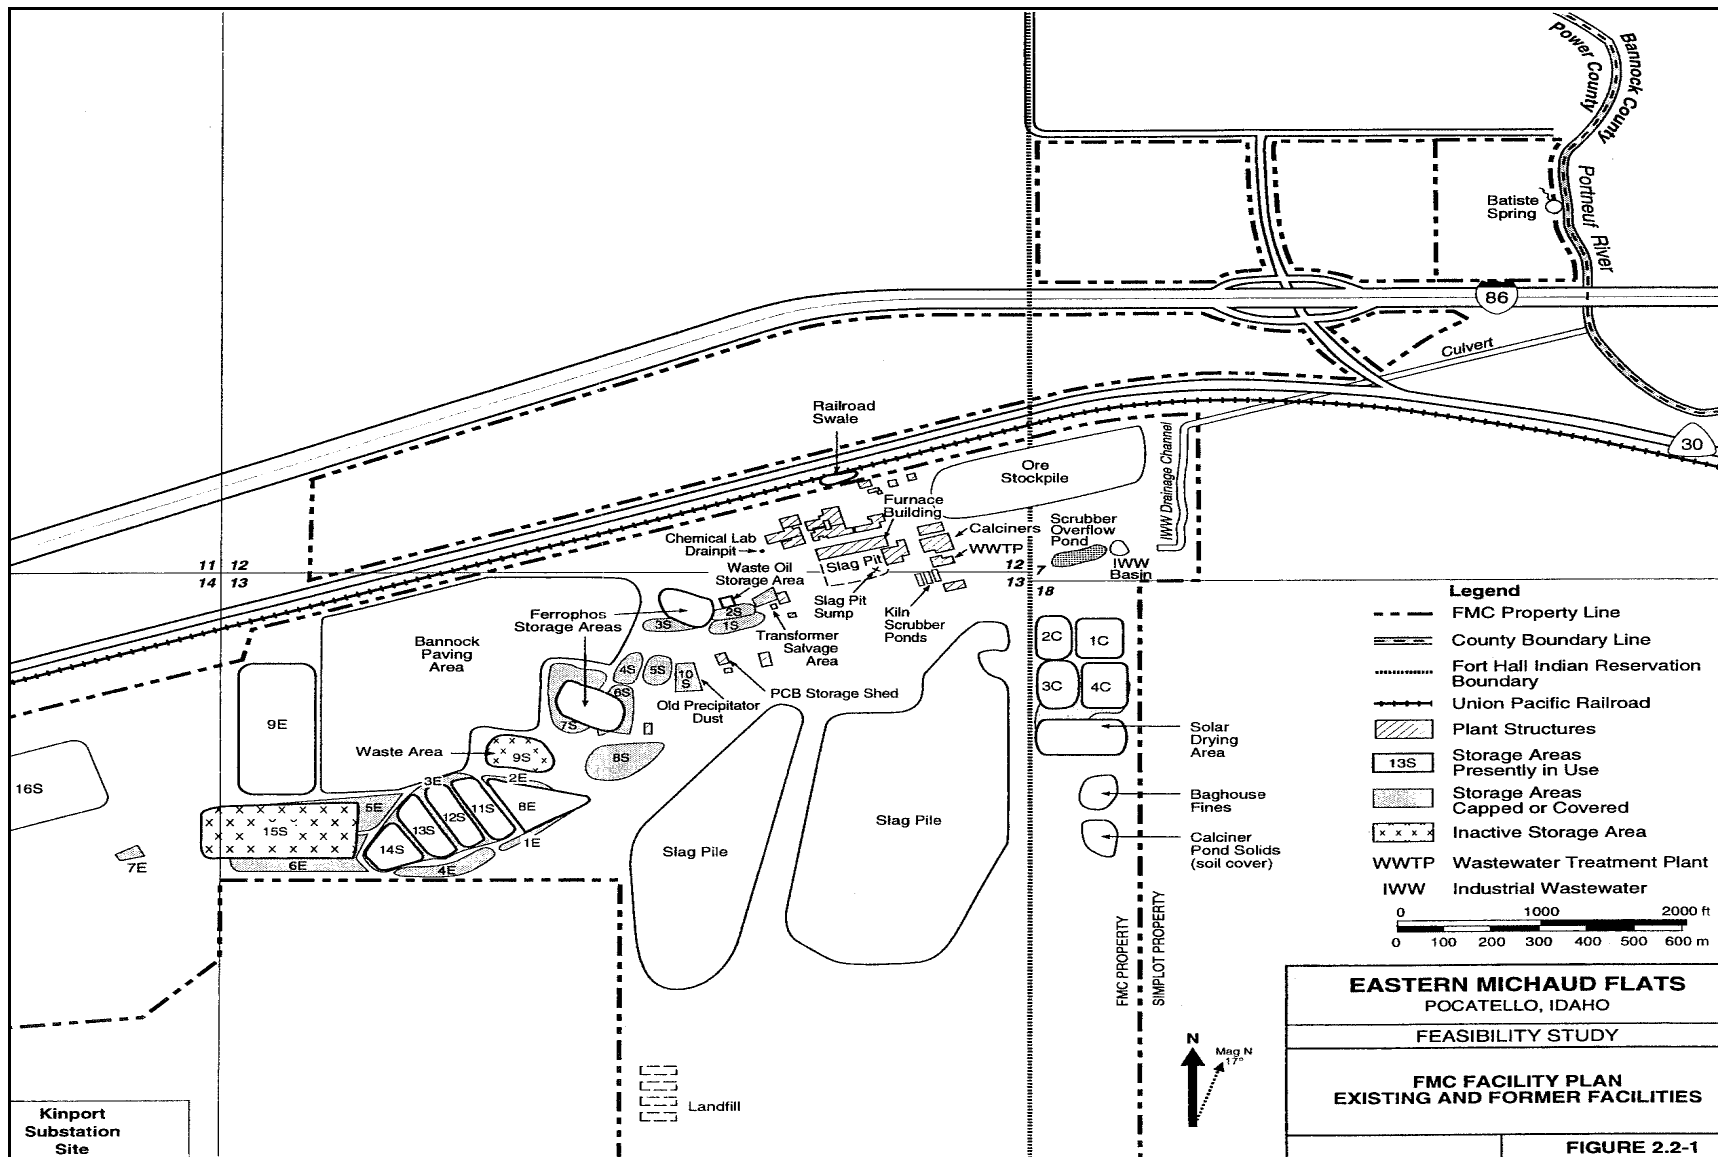 Power County
Bannock County
Portneuf River
Batiste
Spring
86
Culvert
30
Railroad
Swale
Ore
Stockpile
IWW Drainage Channel
Furnace
Building
Calciners
Scrubber
Overflow
Pond
Chemical Lab
Drainpit
WWTP
IWW
Basin
Slag Pit
11 12
14 13
12 7
13 18
Waste Oil
Storage Area
Slag Pit
Sump
Kiln
Scrubber
Ponds
Ferrophos
Storage Areas
2S
3S
1S
Transformer
Salvage
Area
Bannock
Paving
Area
2C
1C
3C
4C
4S
5S
10
S
6S
7S
PCB Storage Shed
Old Precipitator
Dust
9E
Waste Area
9S
8S
Solar
Drying
Area
16S
3E
2E
5E
11S
8E
12S
13S
15S
14S
1E
6E
4E
7E
Slag Pile
Slag Pile
Baghouse
Fines
Calciner
Pond Solids
(soil cover)
FMC PROPERTY
SIMPLOT PROPERTY
Landfill
Kinport
Substation
Site
N
Mag N
17°
Legend
FMC Property Line
County Boundary Line
Fort Hall Indian Reservation
Boundary
Union Pacific Railroad
Plant Structures
13S
Storage Areas
Presently in Use
Storage Areas
Capped or Covered
x x x x Inactive Storage Area
WWTP Wastewater Treatment Plant
IWW Industrial Wastewater
0 1000 2000 ft
0 100 200 300 400 500 600 m
EASTERN MICHAUD FLATS
POCATELLO, IDAHO
FEASIBILITY STUDY
FMC FACILITY PLAN
EXISTING AND FORMER FACILITIES
FIGURE 2.2-1